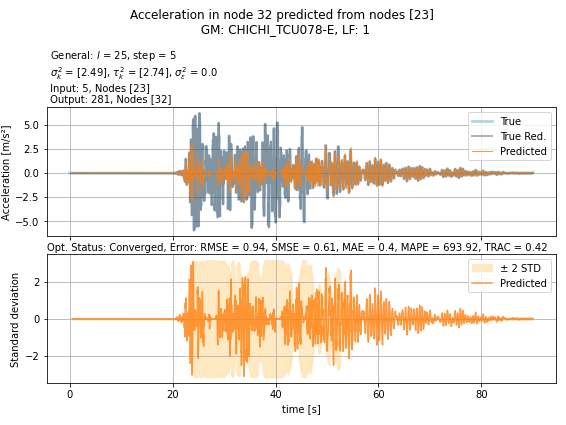 Acceleration in node 32 predicted from nodes [23]
GM: CHICHI_TCU078-E, LF: 1
General: l = 25, step = 5
σ²ₖ = [2.49], τ²ₖ = [2.74], σ²ε = 0.0
Input: 5, Nodes [23]
Output: 281, Nodes [32]
Acceleration [m/s²]
5.0
2.5
0.0
−2.5
−5.0
True
True Red.
Predicted
Opt. Status: Converged, Error: RMSE = 0.94, SMSE = 0.61, MAE = 0.4, MAPE = 693.92, TRAC = 0.42
Standard deviation
2
0
−2
± 2 STD
Predicted
0
20
40
60
80
time [s]